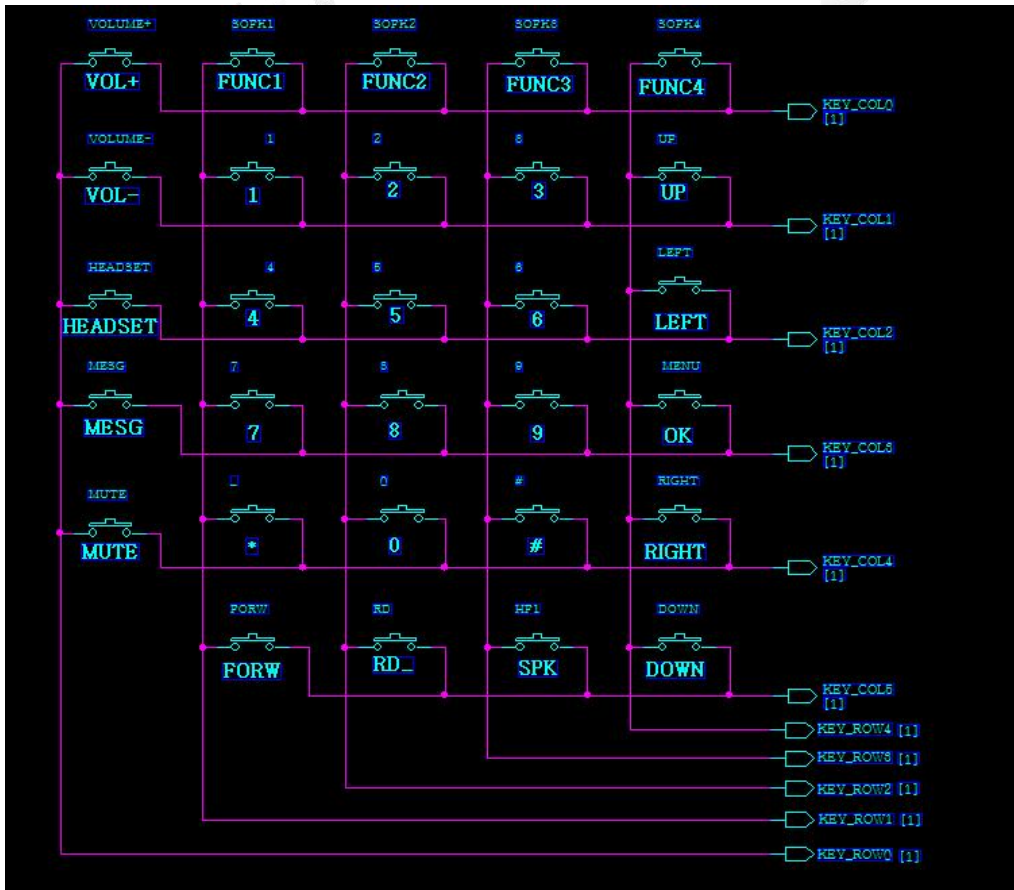 VOLUME+ SOFK1 SOFK2 SOFK3 SOFK4
VOL+ FUNC1 FUNC2 FUNC3 FUNC4
KEY_COL0
[1]
VOLUME- 1 2 3 UP
VOL- 1 2 3 UP
KEY_COL1
[1]
LEFT
HEADSET 4 5 6
HEADSET 4 5 6 LEFT
KEY_COL2
[1]
MESG 7 8 9 MENU
MESG 7 8 9 OK
KEY_COL3
[1]
_ 0 # RIGHT
MUTE
MUTE * 0 # RIGHT
KEY_COL4
[1]
FORW RD HF1 DOWN
FORW RD_ SPK DOWN
KEY_COL5
[1]
KEY_ROW4 [1]
KEY_ROW3 [1]
KEY_ROW2 [1]
KEY_ROW1 [1]
KEY_ROW0 [1]